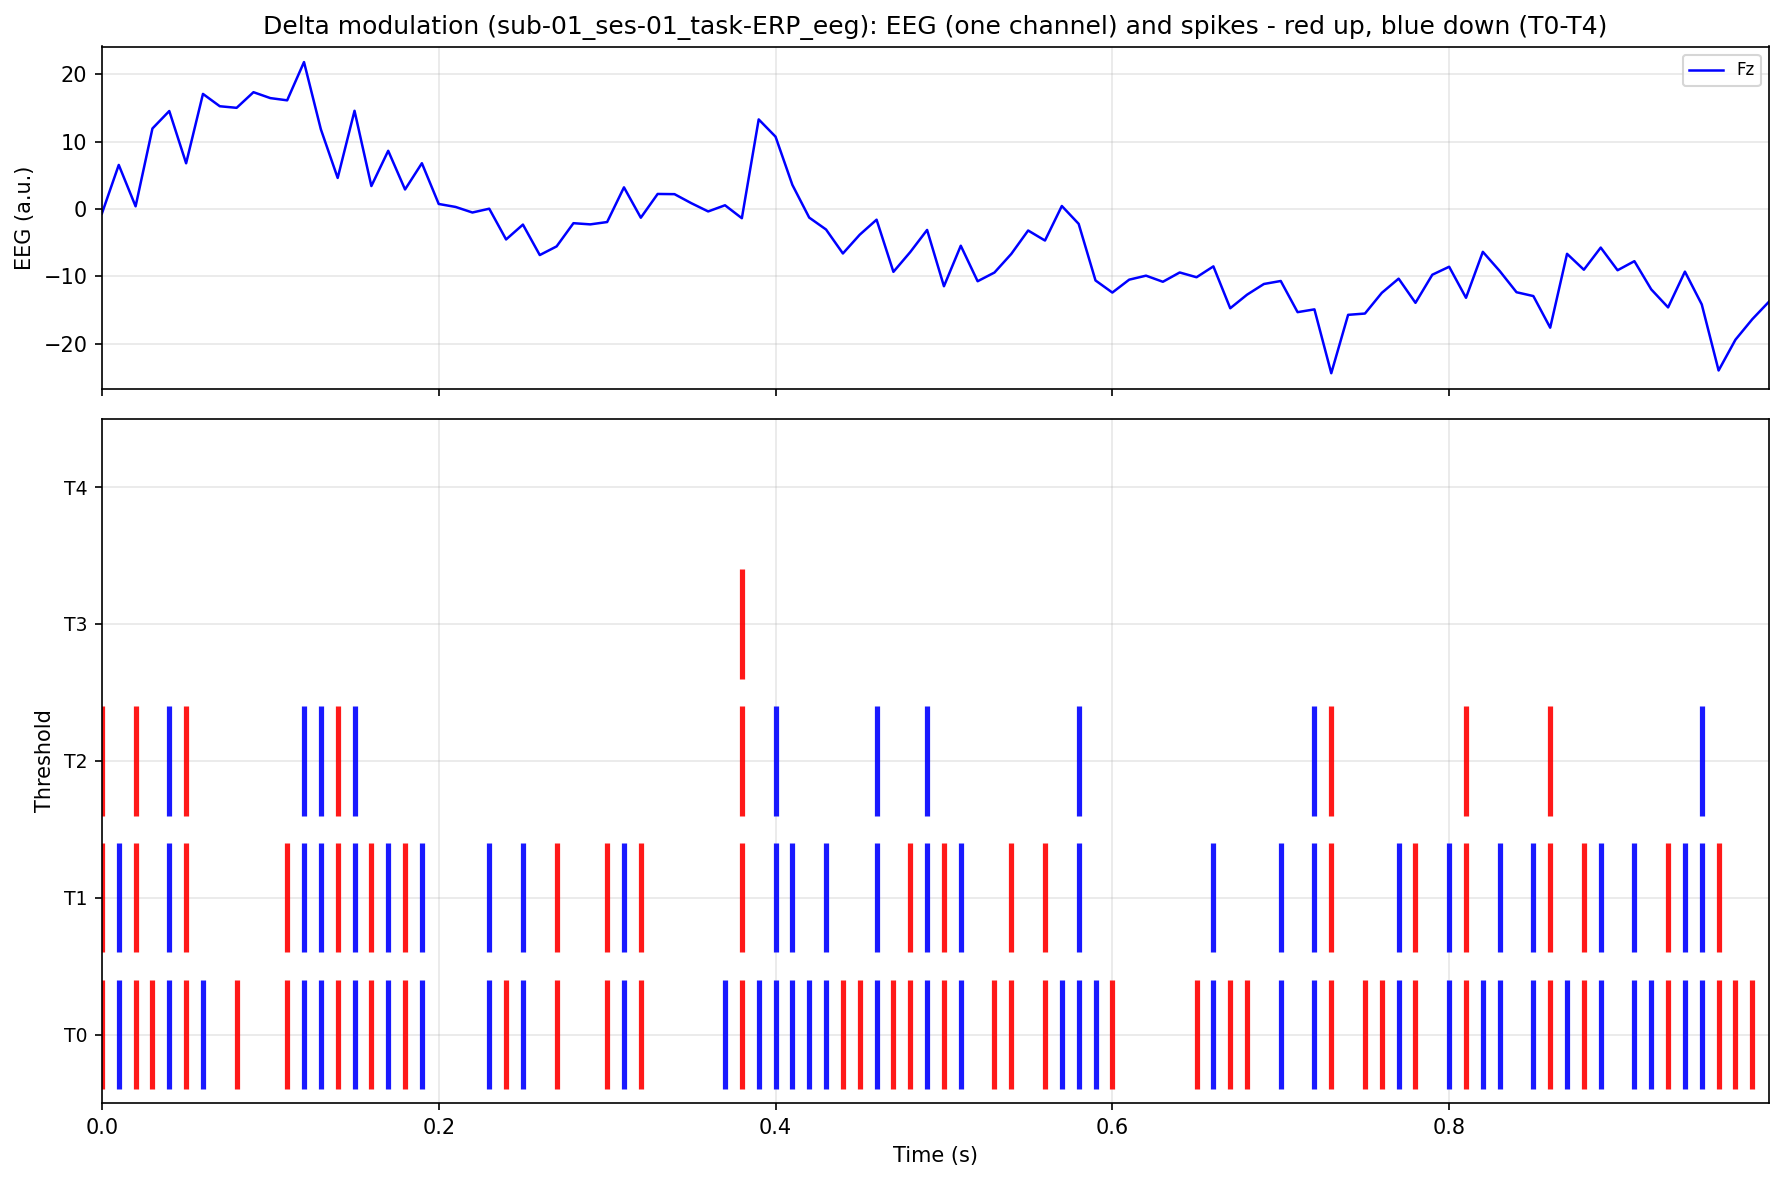 Delta modulation (sub-01_ses-01_task-ERP_eeg): EEG (one channel) and spikes - red up, blue down (T0-T4)
Fz
20
10
0
−10
−20
EEG (a.u.)
T4
T3
T2
T1
T0
Threshold
0.0 0.2 0.4 0.6 0.8
Time (s)